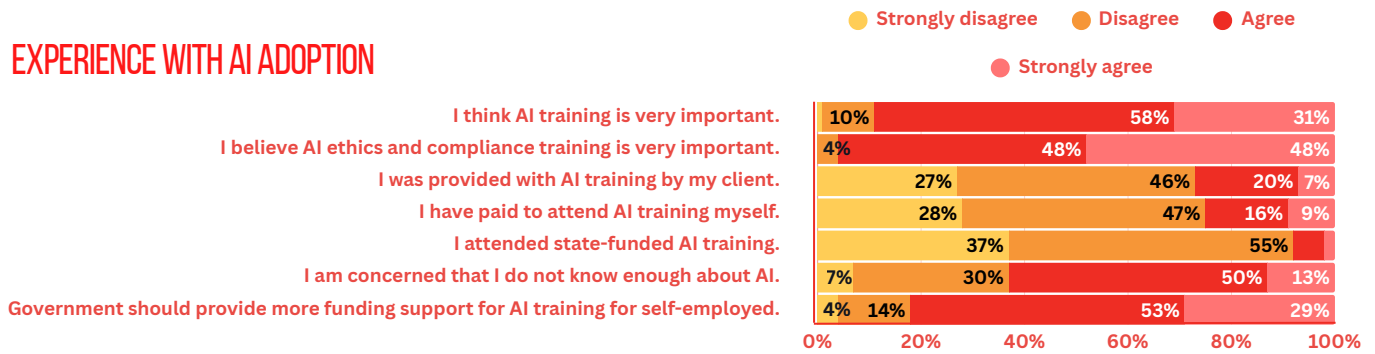 Strongly disagree Disagree Agree
Strongly agree
EXPERIENCE WITH AI ADOPTION
I think AI training is very important. 10% 58% 31%
I believe AI ethics and compliance training is very important. 4% 48% 48%
I was provided with AI training by my client. 27% 46% 20% 7%
I have paid to attend AI training myself. 28% 47% 16% 9%
I attended state-funded AI training. 37% 55%
I am concerned that I do not know enough about AI. 7% 30% 50% 13%
Government should provide more funding support for AI training for self-employed. 4% 14% 53% 29%
0% 20% 40% 60% 80% 100%